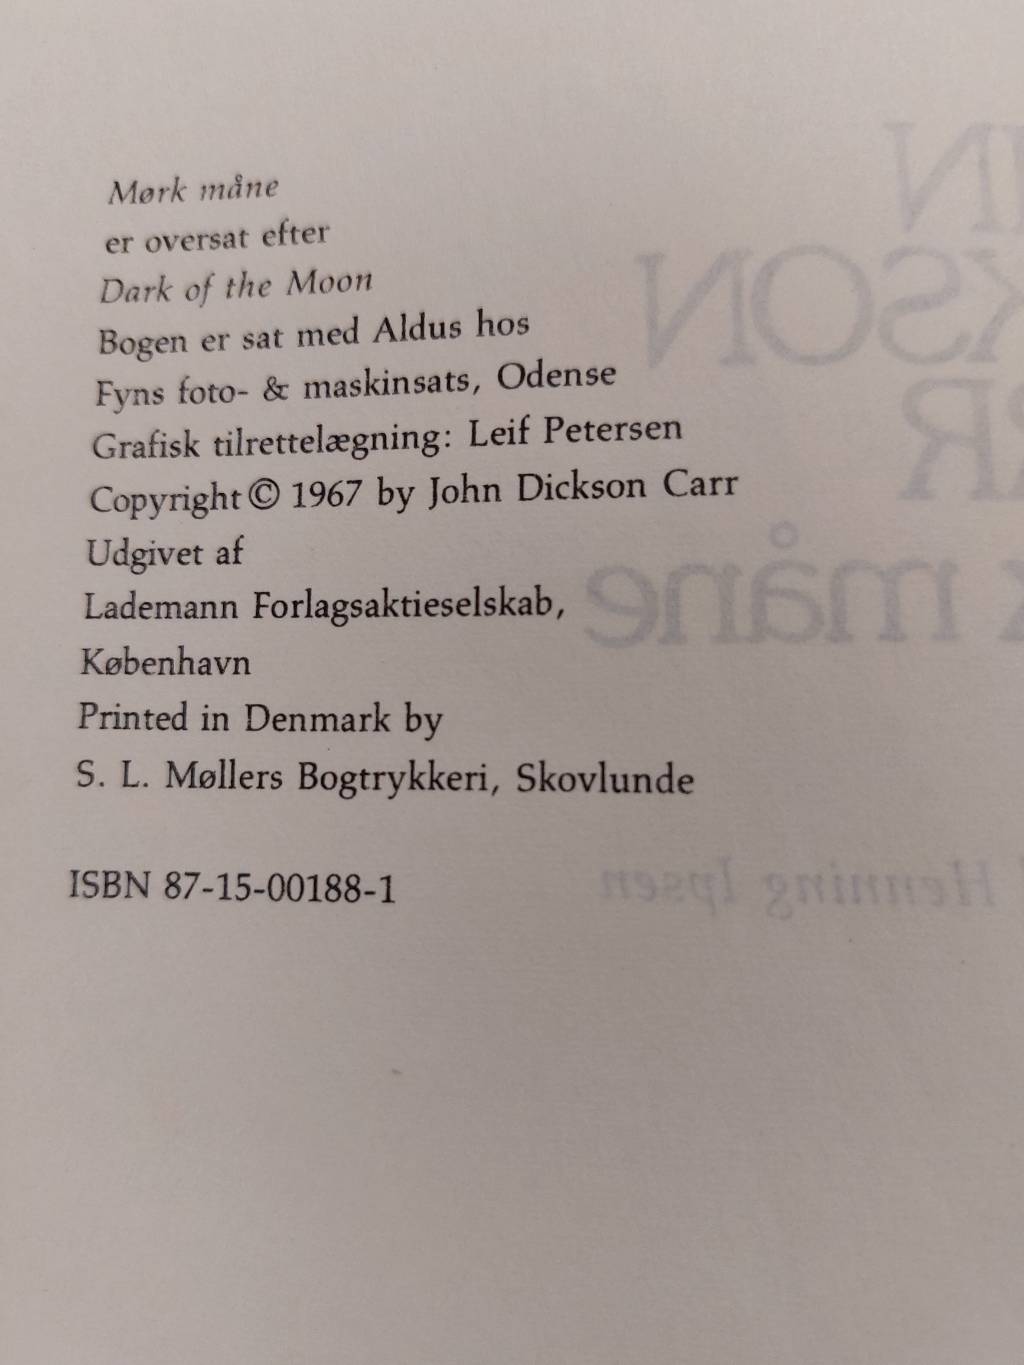 Mørk måne
er oversat efter
Dark of the Moon
Bogen er sat med Aldus hos
Fyns foto- & maskinsats, Odense
Grafisk tilrettelægning: Leif Petersen
Copyright © 1967 by John Dickson Carr
Udgivet af
Lademann Forlagsaktieselskab,
København
Printed in Denmark by
S. L. Møllers Bogtrykkeri, Skovlunde
ISBN 87-15-00188-1